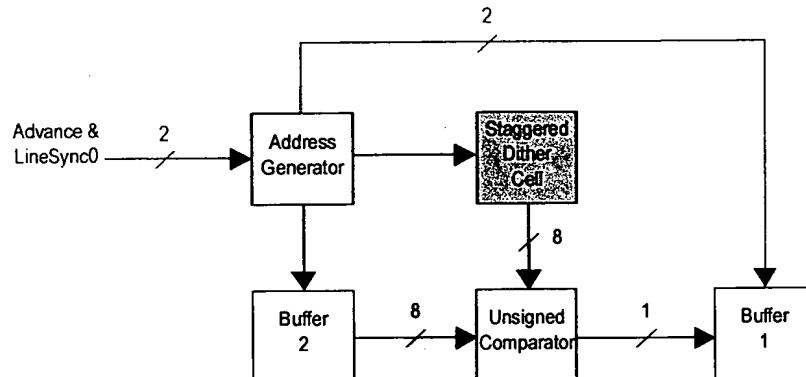 2
Advance &
LineSync0
2
Address
Generator
Staggered
Dither
Cell
8
Buffer
2
8
Unsigned
Comparator
1
Buffer
1